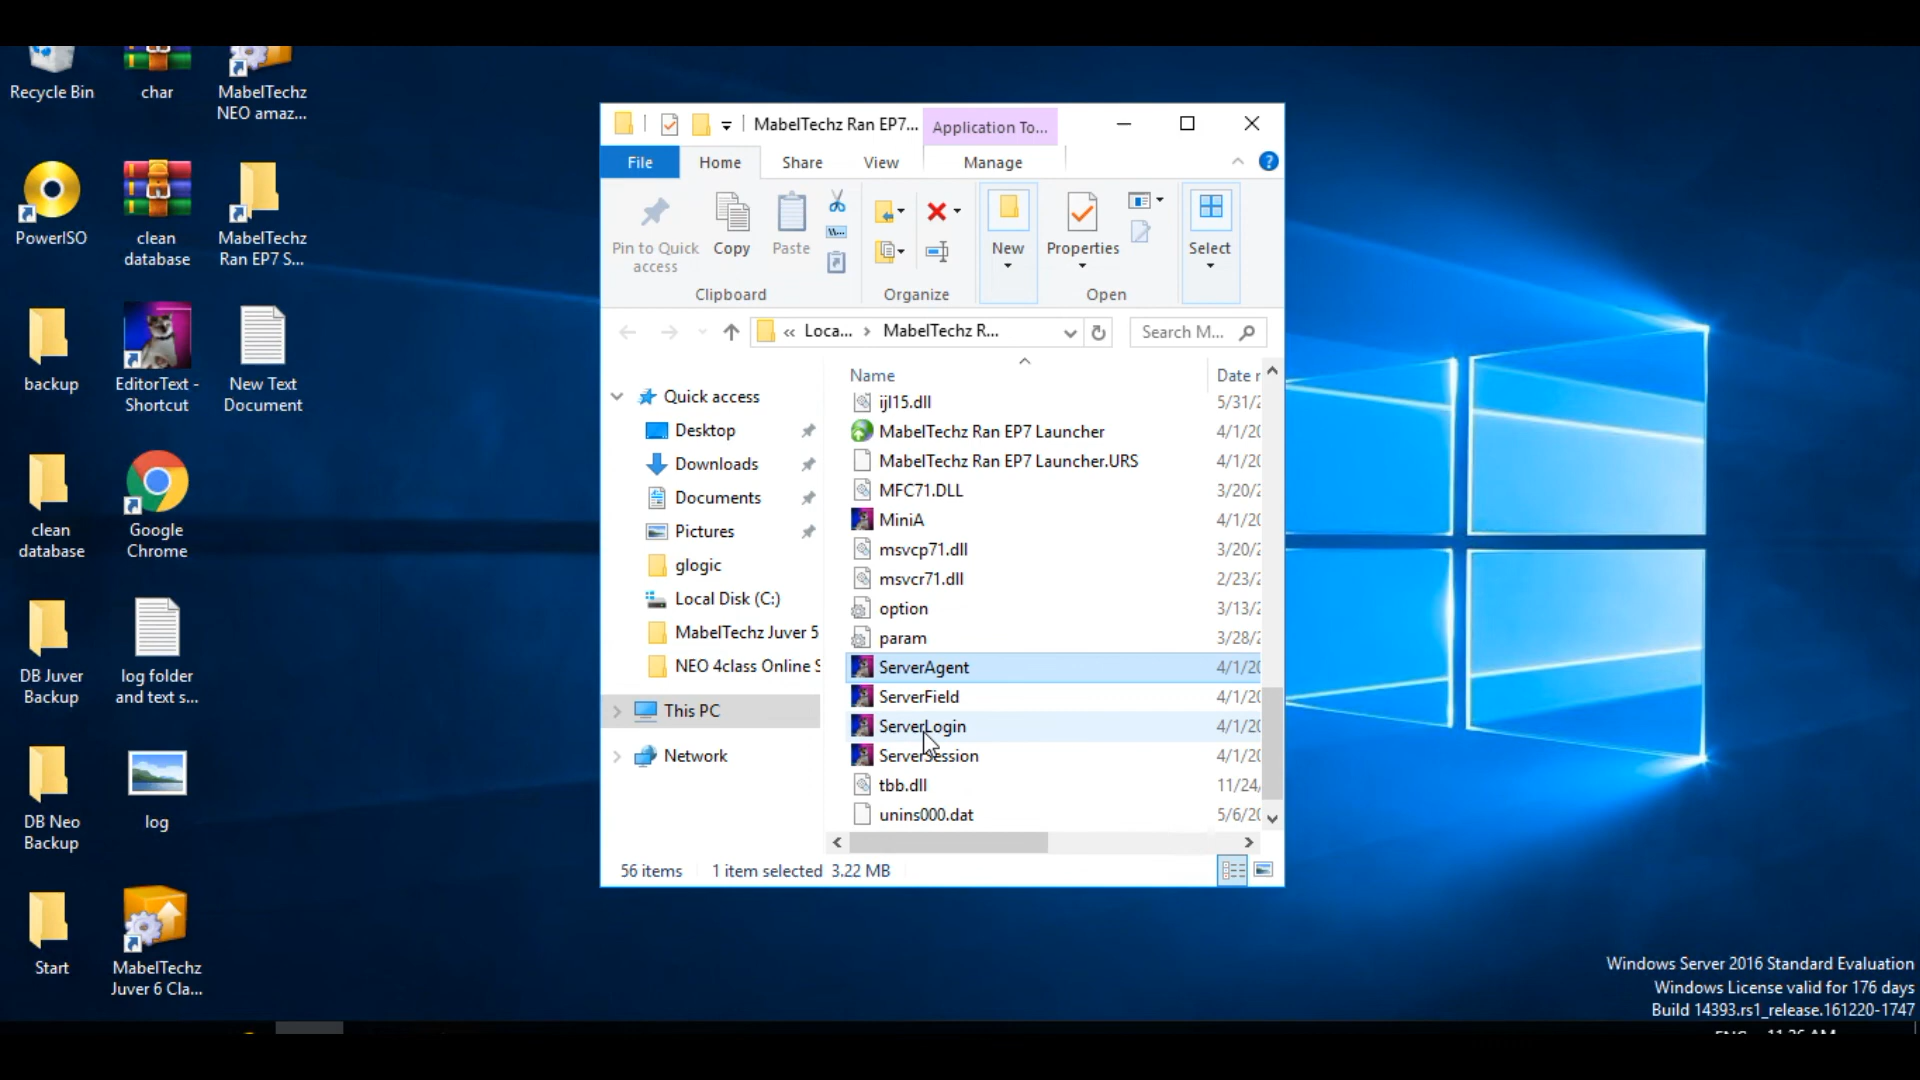 Recycle Bin
char
MabelTechz
NEO amaz...
PowerISO
clean
database
MabelTechz
Ran EP7 S...
backup
EditorText -
Shortcut
New Text
Document
clean
database
Google
Chrome
DB Juver
Backup
log folder
and text s...
DB Neo
Backup
log
Start
MabelTechz
Juver 6 Cla...
MabelTechz Ran EP7...
Application To...
File
Home
Share
View
Manage
Pin to Quick
access
Copy
Paste
New
Properties
Select
Clipboard
Organize
Open
« Loca... › MabelTechz R...
Search M...
Quick access
Desktop
Downloads
Documents
Pictures
glogic
Local Disk (C:)
MabelTechz Juver 5
NEO 4class Online S
This PC
Network
Name
Date r
ijl15.dll 5/31/2
MabelTechz Ran EP7 Launcher 4/1/20
MabelTechz Ran EP7 Launcher.URS 4/1/20
MFC71.DLL 3/20/2
MiniA 4/1/20
msvcp71.dll 3/20/2
msvcr71.dll 2/23/2
option 3/13/2
param 3/28/2
ServerAgent 4/1/20
ServerField 4/1/20
ServerLogin 4/1/20
ServerSession 4/1/20
tbb.dll 11/24/
unins000.dat 5/6/20
56 items
1 item selected 3.22 MB
Windows Server 2016 Standard Evaluation
Windows License valid for 176 days
Build 14393.rs1_release.161220-1747